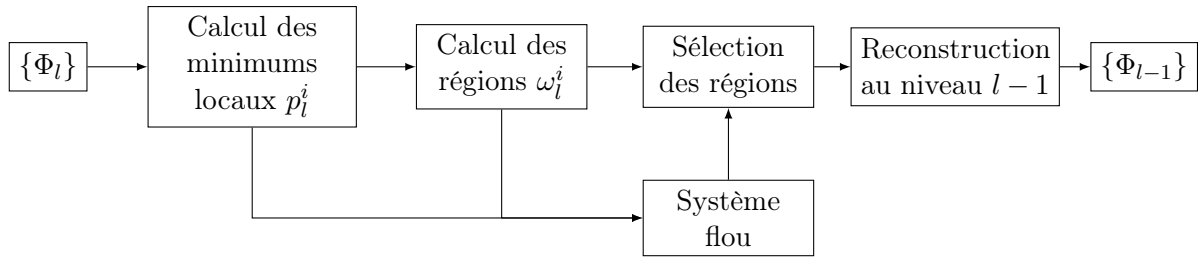 {Φ_l}
Calcul des
minimums
locaux p_l^i
Calcul des
régions ω_l^i
Sélection
des régions
Reconstruction
au niveau l − 1
{Φ_{l−1}}
Système
flou